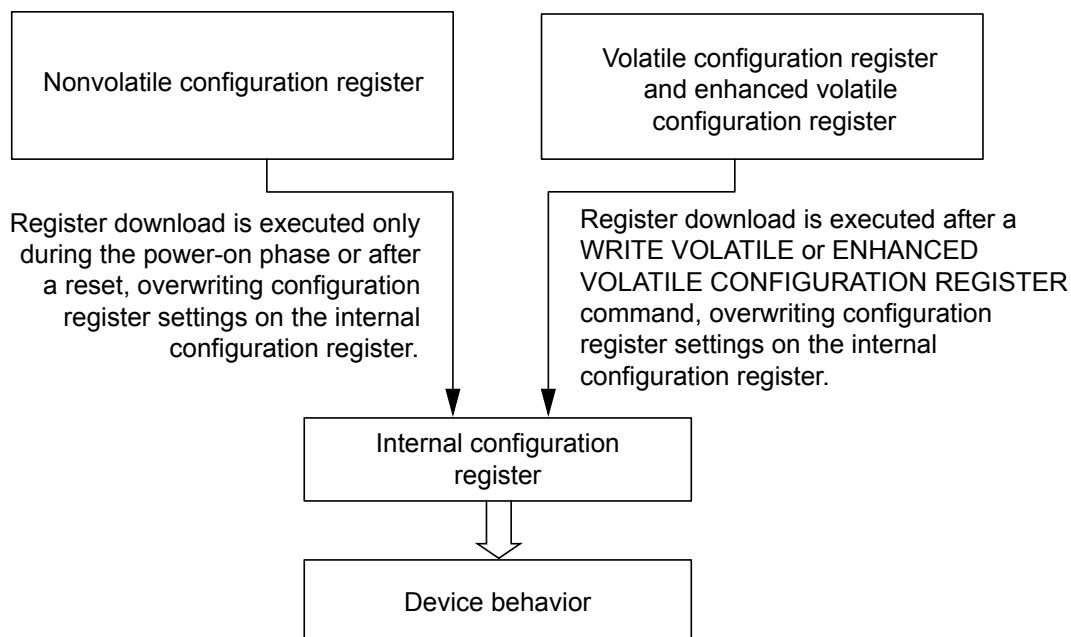 Nonvolatile configuration register
Volatile configuration register
and enhanced volatile
configuration register
Register download is executed only
during the power-on phase or after
a reset, overwriting configuration
register settings on the internal
configuration register.
Register download is executed after a
WRITE VOLATILE or ENHANCED
VOLATILE CONFIGURATION REGISTER
command, overwriting configuration
register settings on the internal
configuration register.
Internal configuration
register
Device behavior